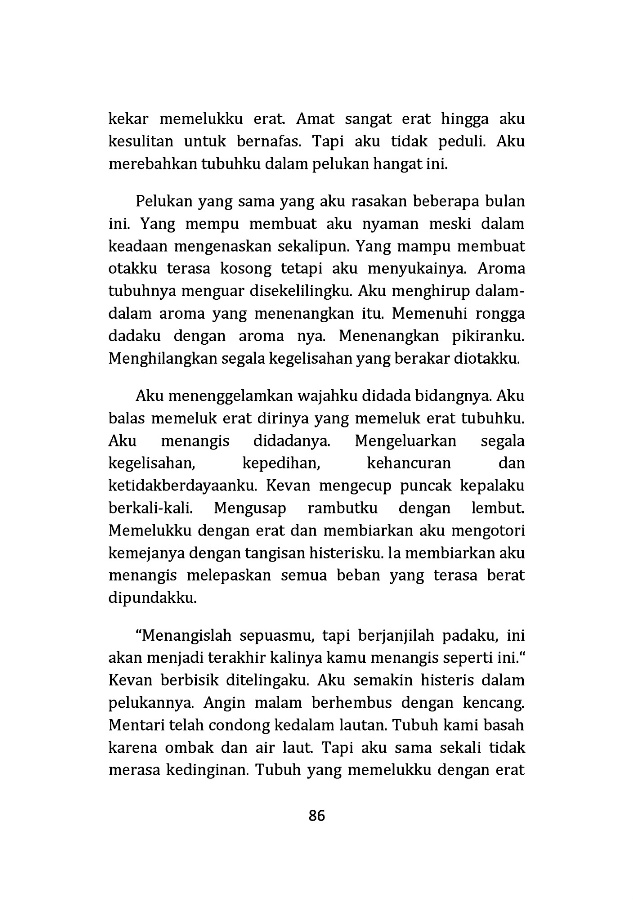 kekar memelukku erat. Amat sangat erat hingga aku
kesulitan untuk bernafas. Tapi aku tidak peduli. Aku
merebahkan tubuhku dalam pelukan hangat ini.
Pelukan yang sama yang aku rasakan beberapa bulan
ini. Yang mempu membuat aku nyaman meski dalam
keadaan mengenaskan sekalipun. Yang mampu membuat
otakku terasa kosong tetapi aku menyukainya. Aroma
tubuhnya menguar disekelilingku. Aku menghirup dalam-
dalam aroma yang menenangkan itu. Memenuhi rongga
dadaku dengan aroma nya. Menenangkan pikiranku.
Menghilangkan segala kegelisahan yang berakar diotakku.
Aku menenggelamkan wajahku didada bidangnya. Aku
balas memeluk erat dirinya yang memeluk erat tubuhku.
Aku menangis didadanya. Mengeluarkan segala
kegelisahan, kepedihan, kehancuran dan
ketidakberdayaanku. Kevan mengecup puncak kepalaku
berkali-kali. Mengusap rambutku dengan lembut.
Memelukku dengan erat dan membiarkan aku mengotori
kemejanya dengan tangisan histerisku. Ia membiarkan aku
menangis melepaskan semua beban yang terasa berat
dipundakku.
“Menangislah sepuasmu, tapi berjanjilah padaku, ini
akan menjadi terakhir kalinya kamu menangis seperti ini.“
Kevan berbisik ditelingaku. Aku semakin histeris dalam
pelukannya. Angin malam berhembus dengan kencang.
Mentari telah condong kedalam lautan. Tubuh kami basah
karena ombak dan air laut. Tapi aku sama sekali tidak
merasa kedinginan. Tubuh yang memelukku dengan erat
86